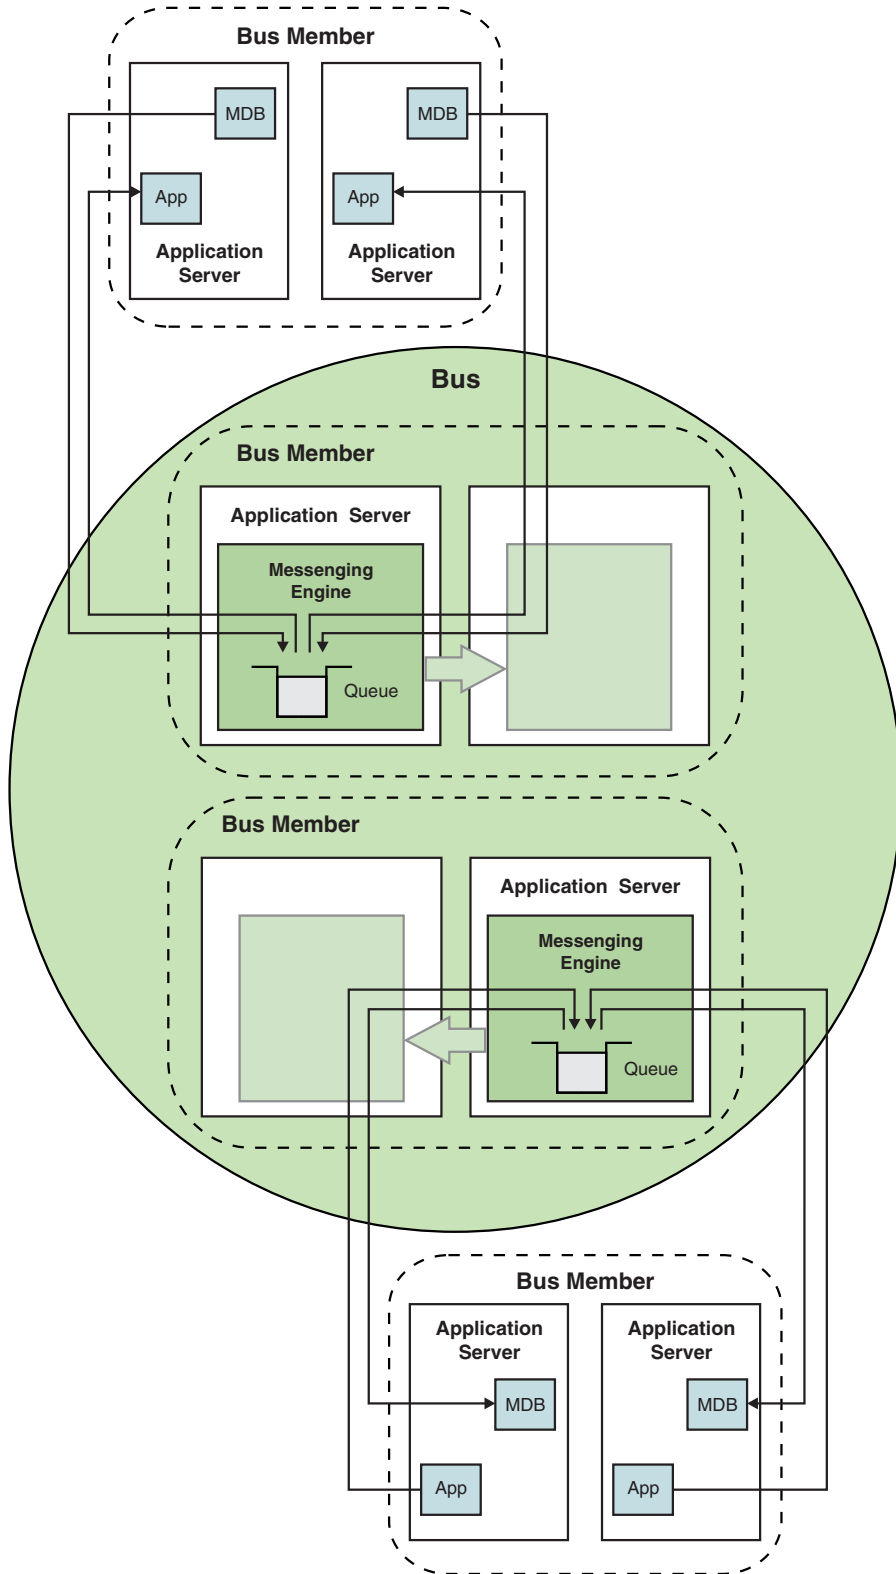 Bus Member
MDB
MDB
App
App
Application
Server
Application
Server
Bus
Bus Member
Application Server
Messenging
Engine
Queue
Bus Member
Application Server
Messenging
Engine
Queue
Bus Member
Application
Server
Application
Server
MDB
MDB
App
App